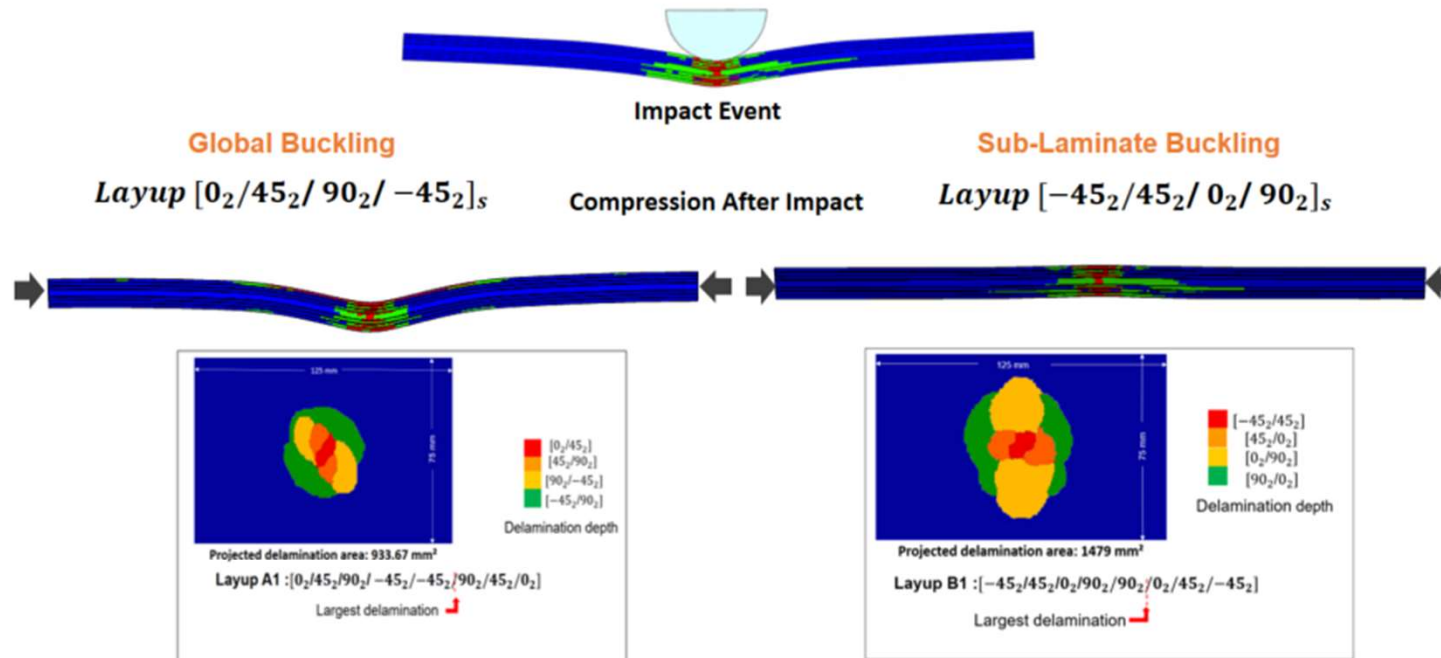 Impact Event
Global Buckling
Layup [0₂/45₂/ 90₂/ −45₂]ₛ
Sub-Laminate Buckling
Layup [−45₂/45₂/ 0₂/ 90₂]ₛ
Compression After Impact
125 mm
75 mm
[0₂/45₂]
[45₂/90₂]
[90₂/−45₂]
[−45₂/90₂]
Delamination depth
Projected delamination area: 933.67 mm²
Layup A1 :[0₂/45₂/90₂/ −45₂/−45₂/90₂/45₂/0₂]
Largest delamination
125 mm
75 mm
[−45₂/45₂]
[45₂/0₂]
[0₂/90₂]
[90₂/0₂]
Delamination depth
Projected delamination area: 1479 mm²
Layup B1 :[−45₂/45₂/0₂/90₂/90₂/0₂/45₂/−45₂]
Largest delamination